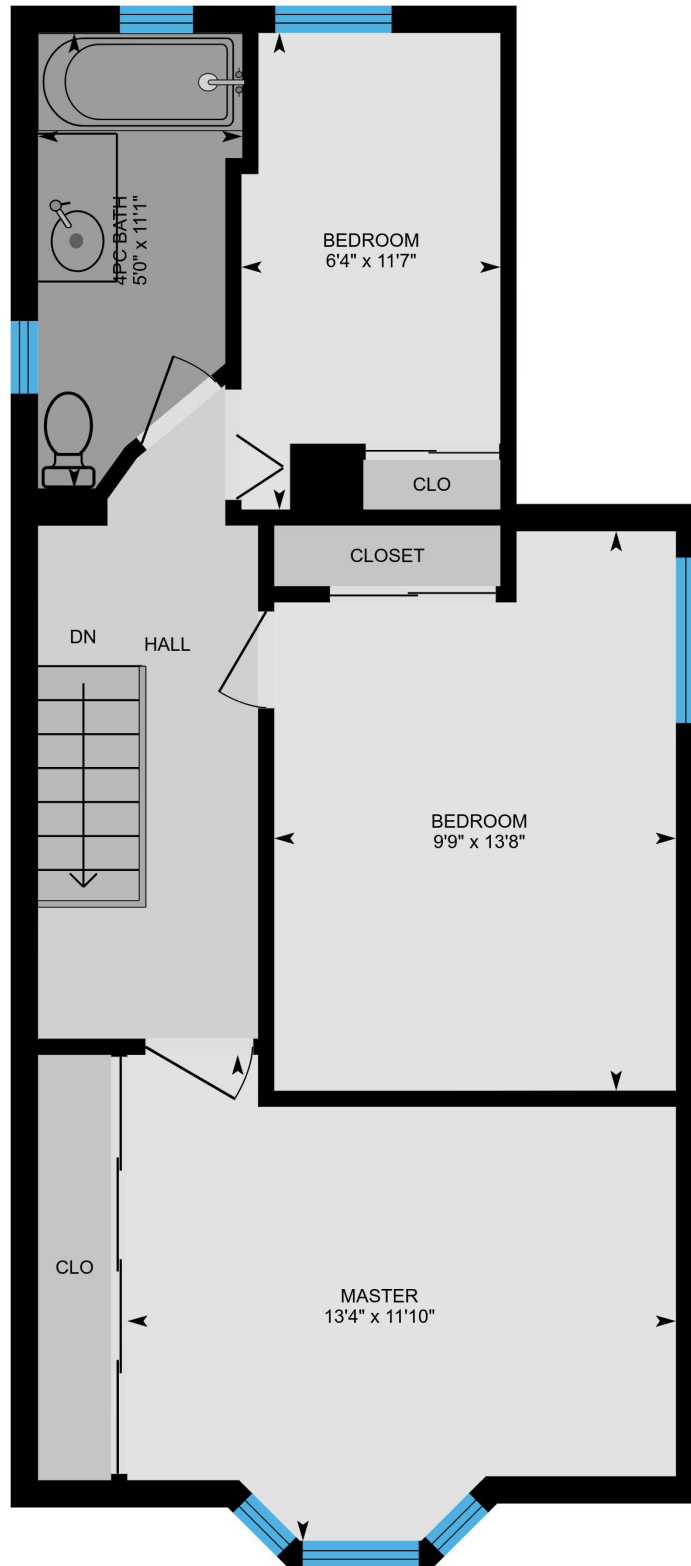 4PC BATH
5'0" x 11'1"
BEDROOM
6'4" x 11'7"
CLO
CLOSET
DN
HALL
BEDROOM
9'9" x 13'8"
CLO
MASTER
13'4" x 11'10"